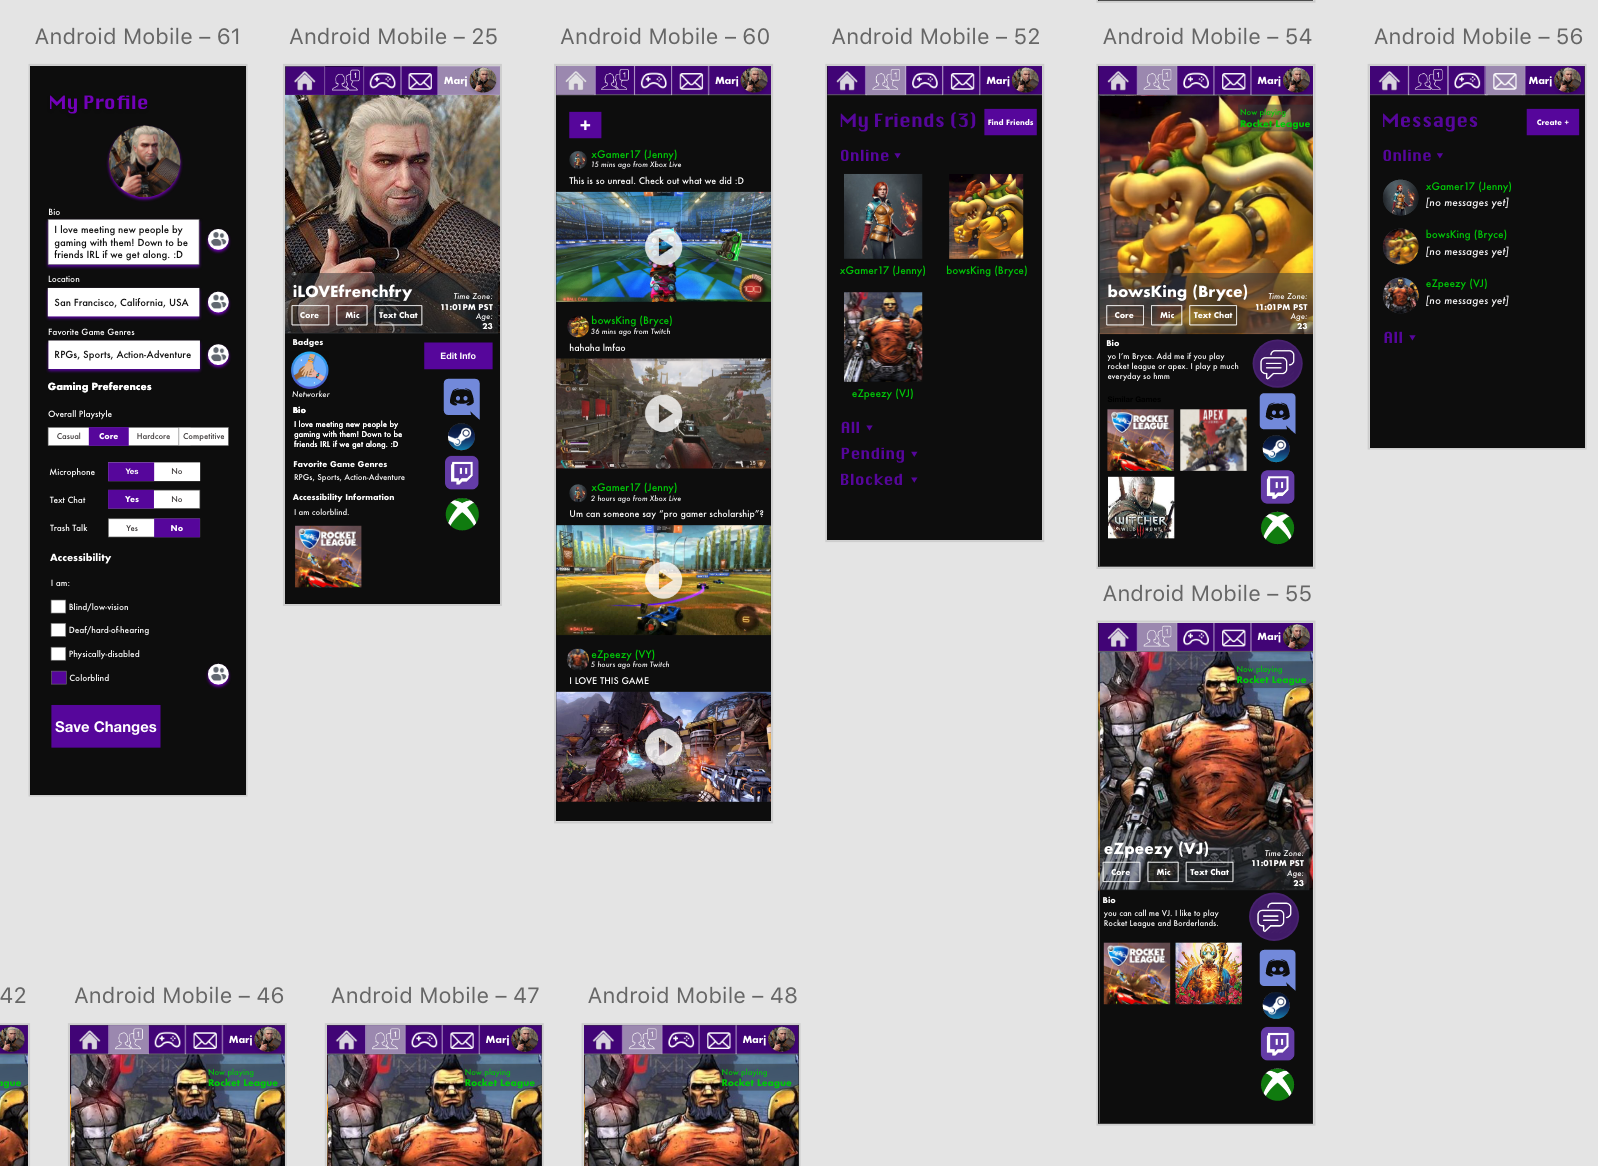 Android Mobile – 61
My Profile
Bio
I love meeting new people by
gaming with them! Down to be
friends IRL if we get along. :D
Location
San Francisco, California, USA
Favorite Game Genres
RPGs, Sports, Action-Adventure
Gaming Preferences
Overall Playstyle
Casual Core Hardcore Competitive
Microphone Yes No
Text Chat Yes No
Trash Talk Yes No
Accessibility
I am:
Blind/low-vision
Deaf/hard-of-hearing
Physically-disabled
Colorblind
Save Changes
Android Mobile – 25
1
Marj
iLOVEfrenchfry
Core Mic Text Chat
Time Zone:
11:01PM PST
Age:
23
Badges
Edit Info
Networker
Bio
I love meeting new people by
gaming with them! Down to be
friends IRL if we get along. :D
Favorite Game Genres
RPGs, Sports, Action-Adventure
Accessibility Information
I am colorblind.
ROCKET
LEAGUE
Android Mobile – 60
1
Marj
+
xGamer17 (Jenny)
15 mins ago from Xbox Live
This is so unreal. Check out what we did :D
100
bowsKing (Bryce)
36 mins ago from Twitch
hahaha lmfao
xGamer17 (Jenny)
2 hours ago from Xbox Live
Um can someone say “pro gamer scholarship”?
eZpeezy (VY)
5 hours ago from Twitch
I LOVE THIS GAME
Android Mobile – 52
1
Marj
My Friends (3)
Find Friends
Online
xGamer17 (Jenny)
bowsKing (Bryce)
eZpeezy (VJ)
All
Pending
Blocked
Android Mobile – 54
1
Marj
Now playing
Rocket League
bowsKing (Bryce)
Core Mic Text Chat
Time Zone:
11:01PM PST
Age:
23
Bio
yo I’m Bryce. Add me if you play
rocket league or apex. I play p much
everyday so hmm
ROCKET
LEAGUE
APEX
WITCHER
WILD HUNT
Android Mobile – 55
1
Marj
Now playing
Rocket League
eZpeezy (VJ)
Core Mic Text Chat
Time Zone:
11:01PM PST
Age:
23
Bio
you can call me VJ. I like to play
Rocket League and Borderlands.
ROCKET
LEAGUE
Android Mobile – 56
1
Marj
Messages
Create +
Online
xGamer17 (Jenny)
[no messages yet]
bowsKing (Bryce)
[no messages yet]
eZpeezy (VJ)
[no messages yet]
All
42
Android Mobile – 46
1
Marj
Now playing
Rocket League
Android Mobile – 47
1
Marj
Now playing
Rocket League
Android Mobile – 48
1
Marj
Now playing
Rocket League